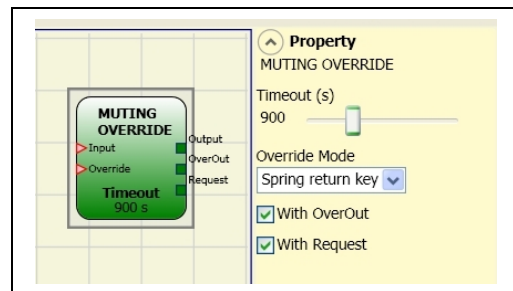 MUTING
OVERRIDE
Input
Override
Output
OverOut
Request
Timeout
900 s
Property
MUTING OVERRIDE
Timeout (s)
900
Override Mode
Spring return key
With OverOut
With Request